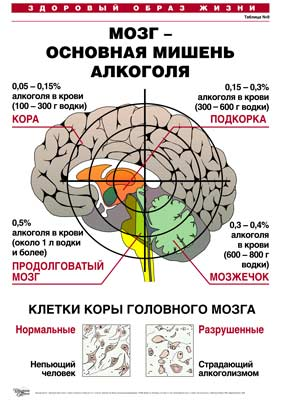 ЗДОРОВЫЙ ОБРАЗ ЖИЗНИ
Таблица №9
МОЗГ –
ОСНОВНАЯ МИШЕНЬ
АЛКОГОЛЯ
0,05 – 0,15%
алкоголя в крови
(100 – 300 г водки)
КОРА
0,15 – 0,3%
алкоголя в крови
(300 – 600 г водки)
ПОДКОРКА
0,5%
алкоголя в крови
(около 1 л водки
и более)
ПРОДОЛГОВАТЫЙ
МОЗГ
0,3 – 0,4%
алкоголя
в крови
(600 – 800 г
водки)
МОЗЖЕЧОК
КЛЕТКИ КОРЫ ГОЛОВНОГО МОЗГА
Нормальные
Разрушенные
Непьющий
человек
Страдающий
алкоголизмом